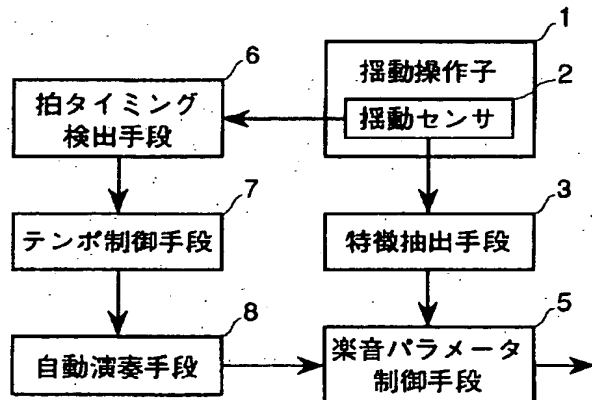 1
揺動操作子
2
揺動センサ
6
拍タイミング
検出手段
7
テンポ制御手段
3
特徴抽出手段
8
自動演奏手段
5
楽音パラメータ
制御手段